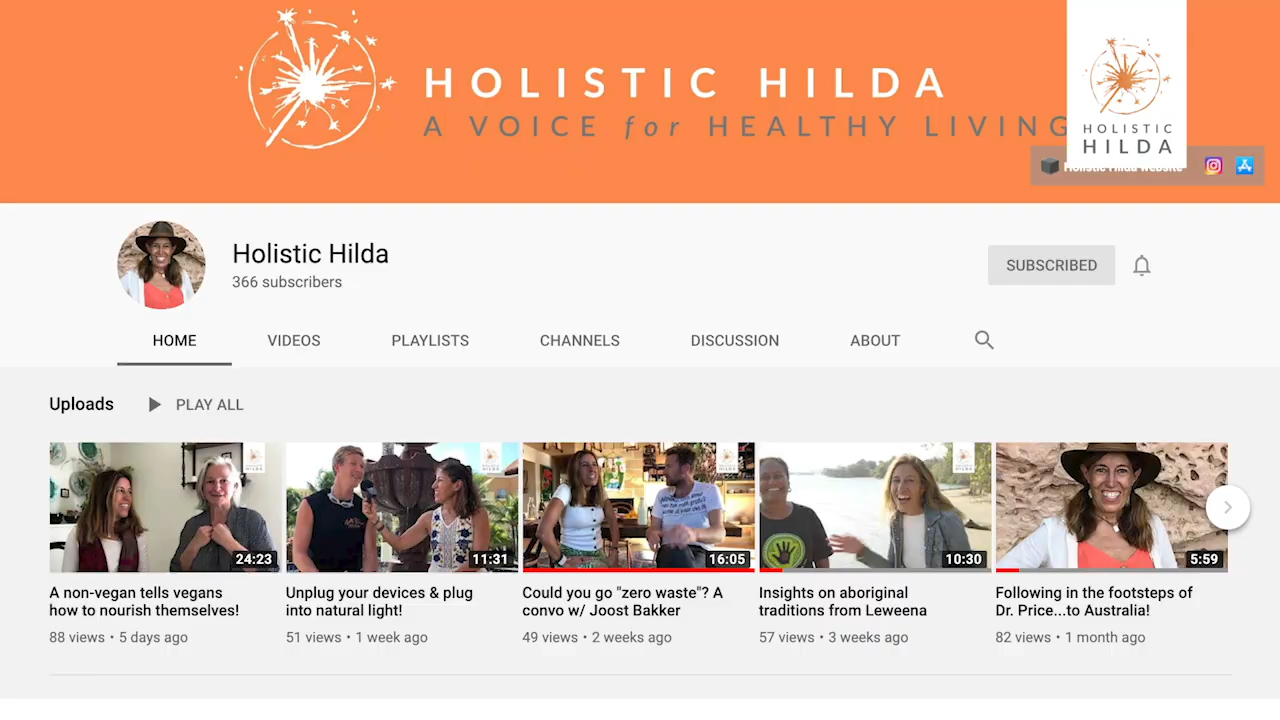 HOLISTIC HILDA
A VOICE for HEALTHY LIVING
HOLISTIC
HILDA
Holistic Hilda website
Holistic Hilda
366 subscribers
SUBSCRIBED
HOME VIDEOS PLAYLISTS CHANNELS DISCUSSION ABOUT
Uploads PLAY ALL
24:23 11:31 16:05 10:30 5:59
A non-vegan tells vegans
how to nourish themselves!
88 views • 5 days ago
Unplug your devices & plug
into natural light!
51 views • 1 week ago
Could you go "zero waste"? A
convo w/ Joost Bakker
49 views • 2 weeks ago
Insights on aboriginal
traditions from Leweena
57 views • 3 weeks ago
Following in the footsteps of
Dr. Price...to Australia!
82 views • 1 month ago